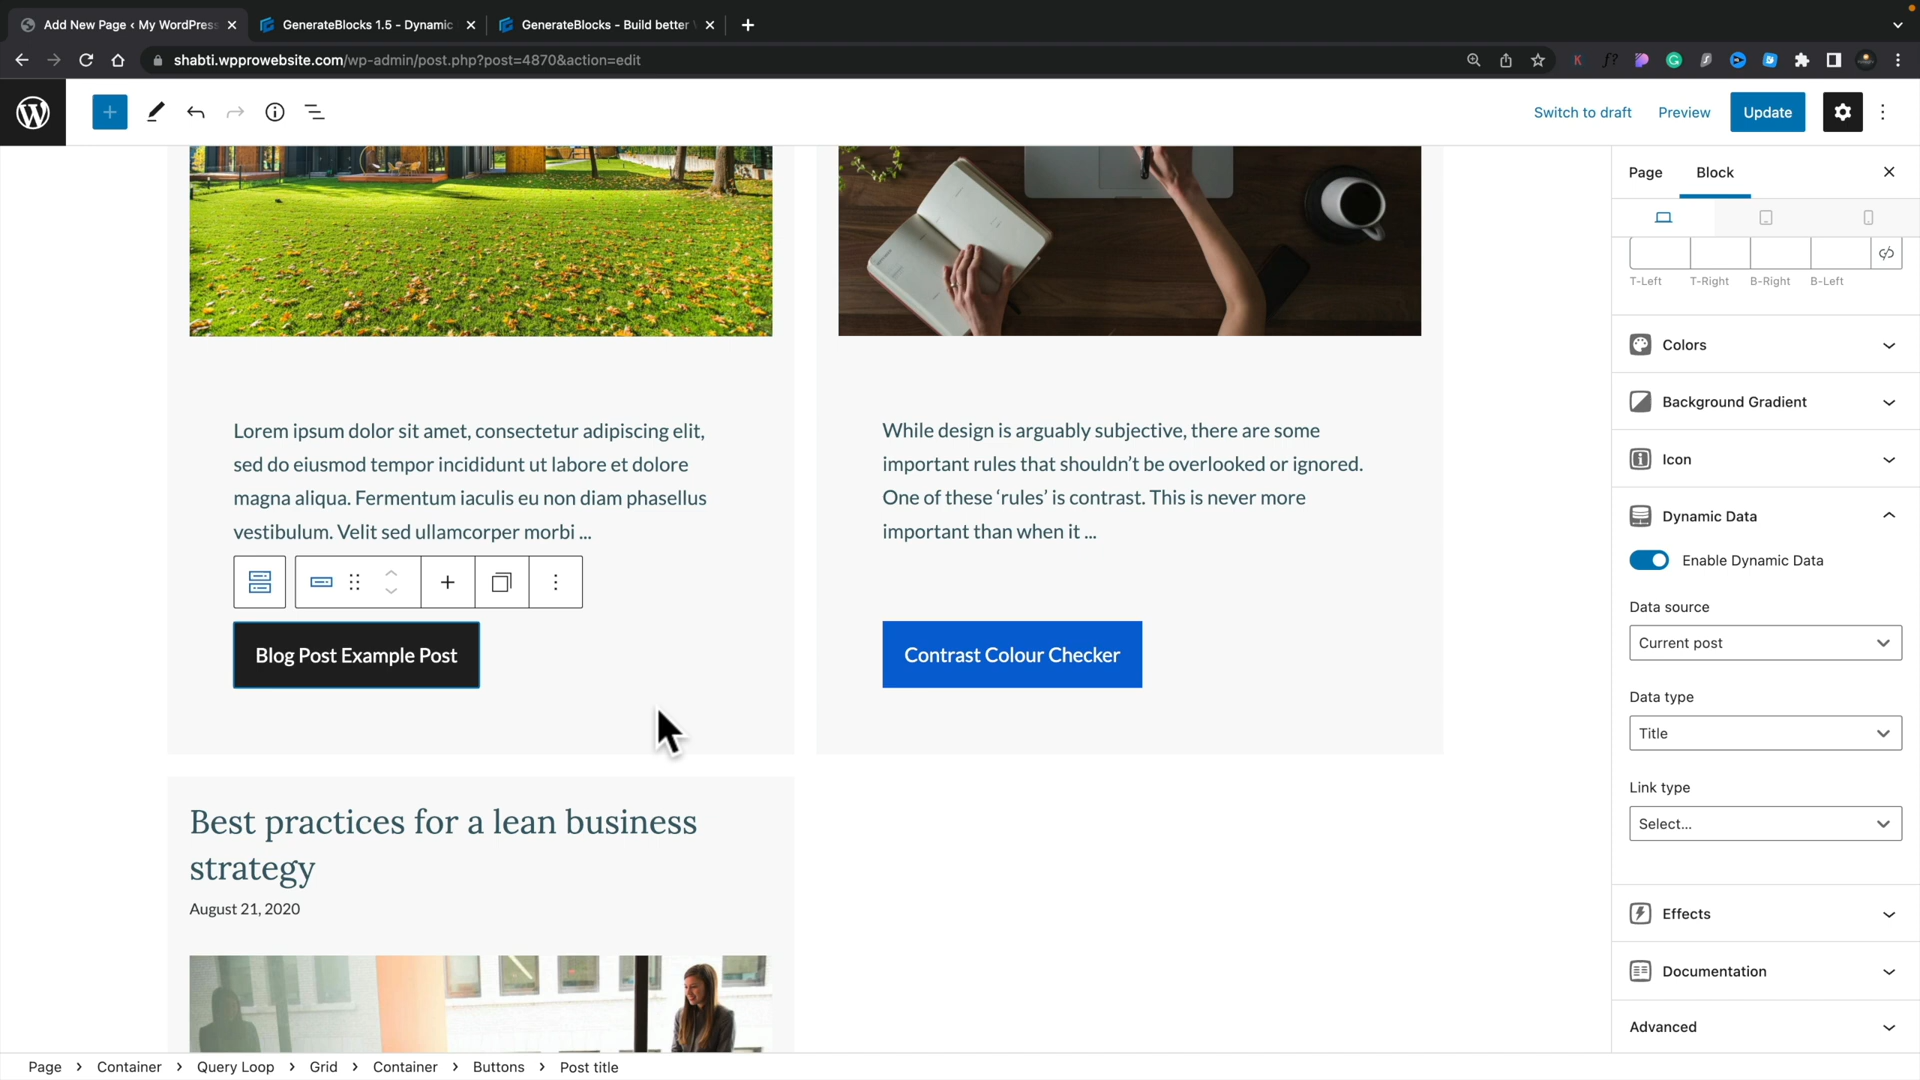 Add New Page ‹ My WordPress
GenerateBlocks 1.5 - Dynamic
GenerateBlocks - Build better
shabti.wpprowebsite.com/wp-admin/post.php?post=4870&action=edit
Switch to draft
Preview
Update
Page
Block
T-Left
T-Right
B-Right
B-Left
Colors
Background Gradient
Icon
Dynamic Data
Enable Dynamic Data
Data source
Current post
Data type
Title
Link type
Select...
Effects
Documentation
Advanced
Lorem ipsum dolor sit amet, consectetur adipiscing elit,
sed do eiusmod tempor incididunt ut labore et dolore
magna aliqua. Fermentum iaculis eu non diam phasellus
vestibulum. Velit sed ullamcorper morbi ...
Blog Post Example Post
While design is arguably subjective, there are some
important rules that shouldn’t be overlooked or ignored.
One of these ‘rules’ is contrast. This is never more
important than when it ...
Contrast Colour Checker
Best practices for a lean business
strategy
August 21, 2020
Page > Container > Query Loop > Grid > Container > Buttons > Post title